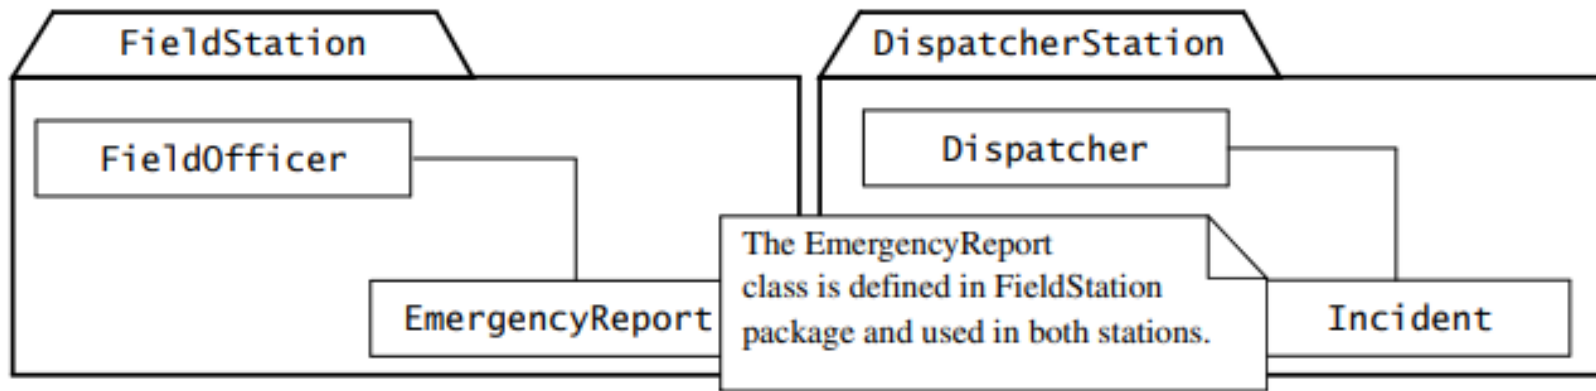 FieldStation
DispatcherStation
FieldOfficer
Dispatcher
The EmergencyReport
class is defined in FieldStation
package and used in both stations.
EmergencyReport
Incident